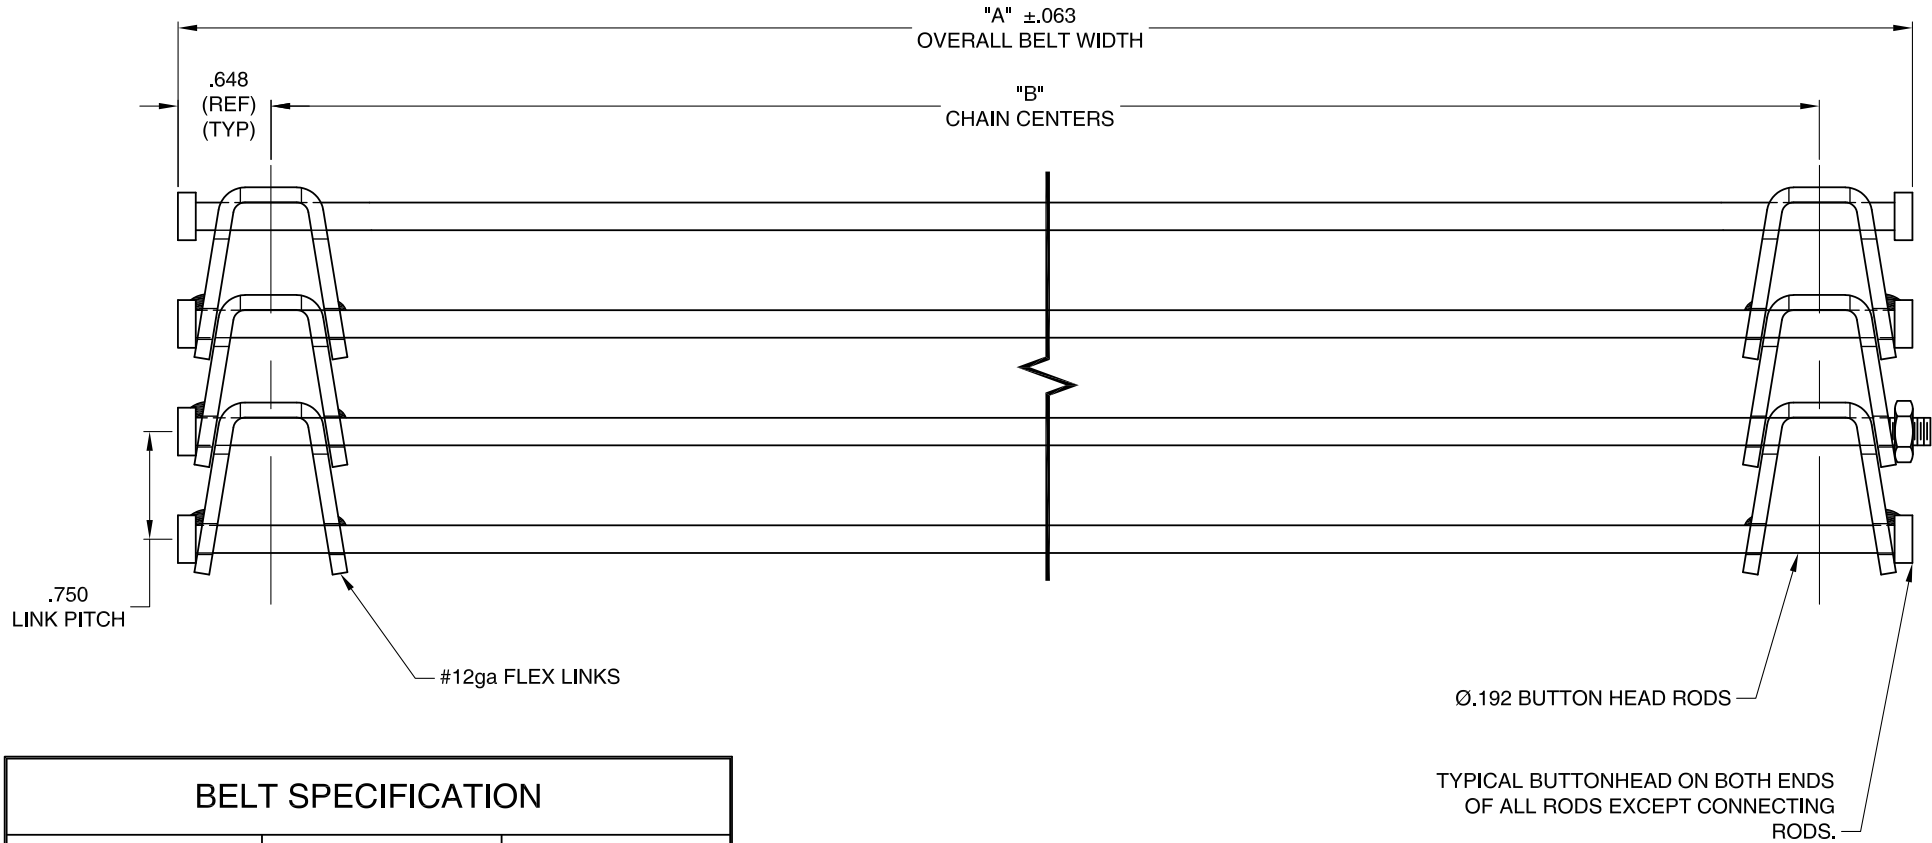 "A" ±.063
OVERALL BELT WIDTH
.648
(REF)
(TYP)
"B"
CHAIN CENTERS
.750
LINK PITCH
#12ga FLEX LINKS
Ø.192 BUTTON HEAD RODS
TYPICAL BUTTONHEAD ON BOTH ENDS
OF ALL RODS EXCEPT CONNECTING
RODS.
BELT SPECIFICATION